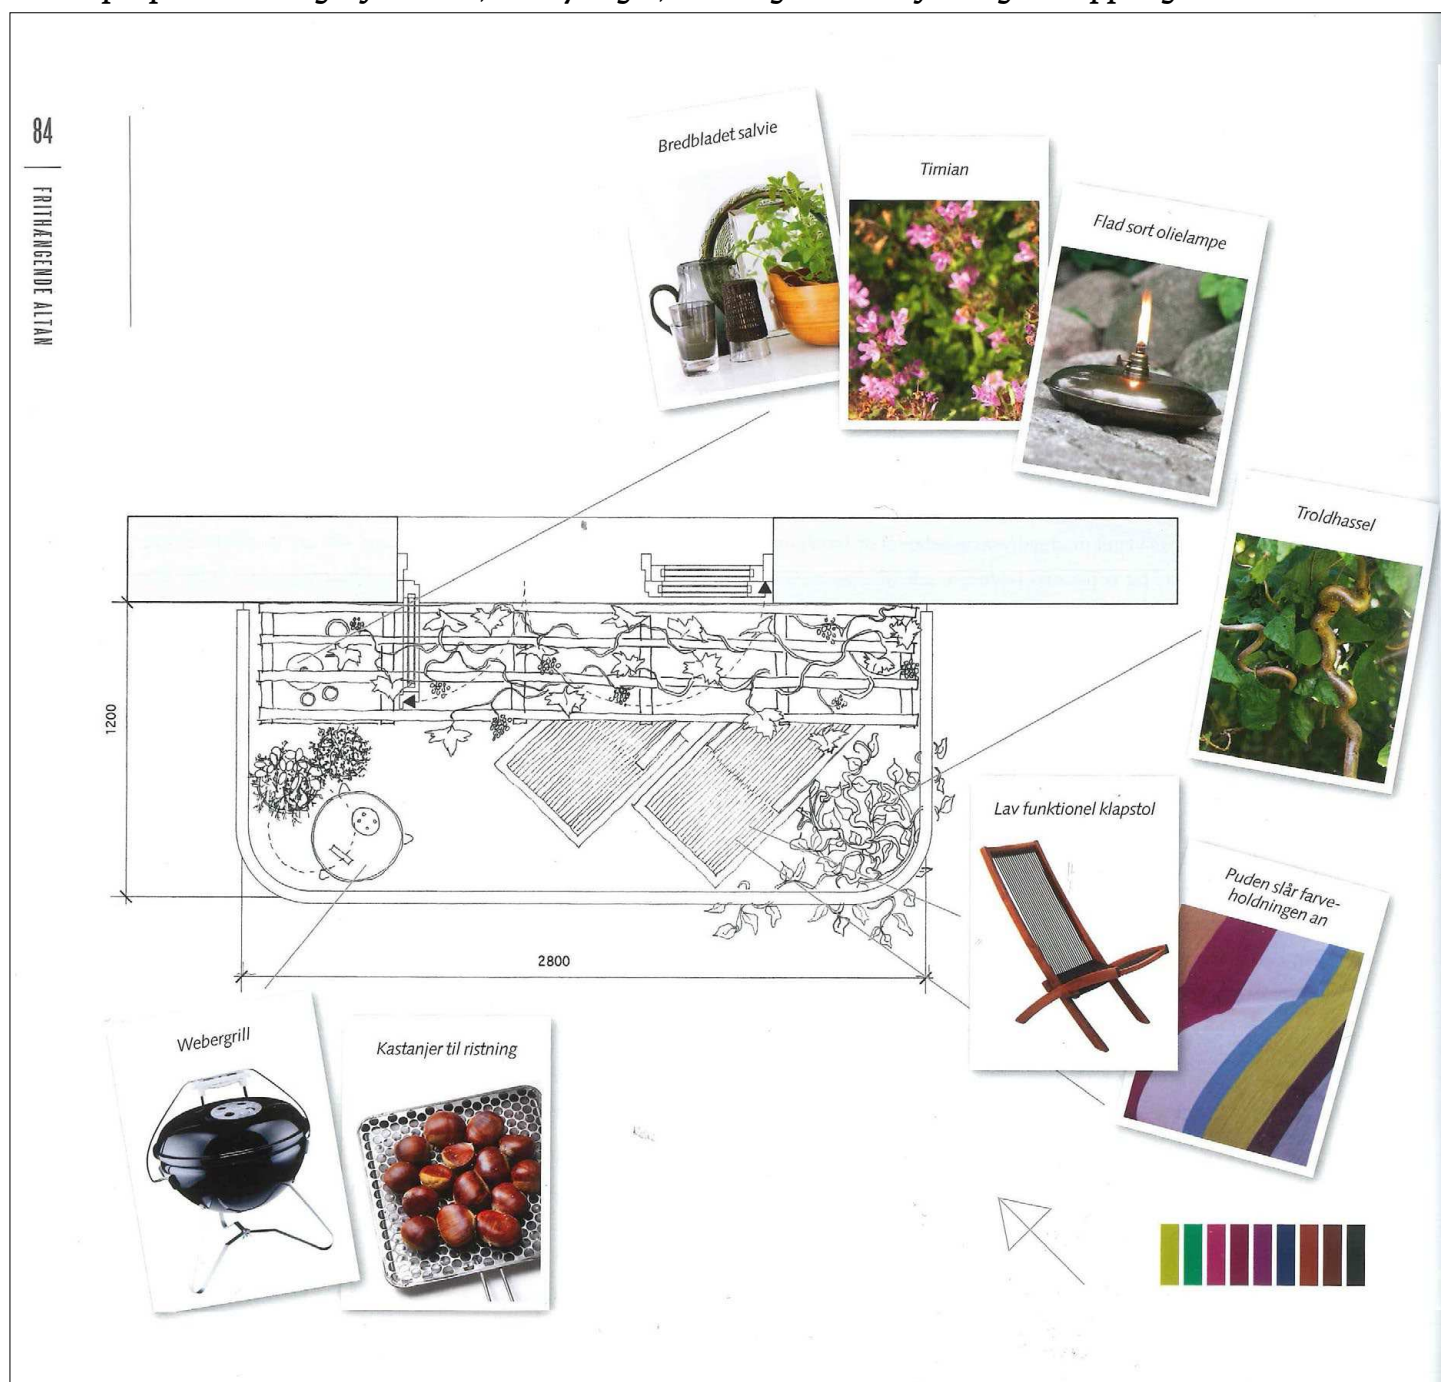 84
FRITHÆNGENDE ALTAN
Bredbladet salvie
Timian
Flad sort olielampe
Troldhassel
1200
Lav funktionel klapstol
Puden slår farve-
holdningen an
2800
Webergrill
Kastanjer til ristning